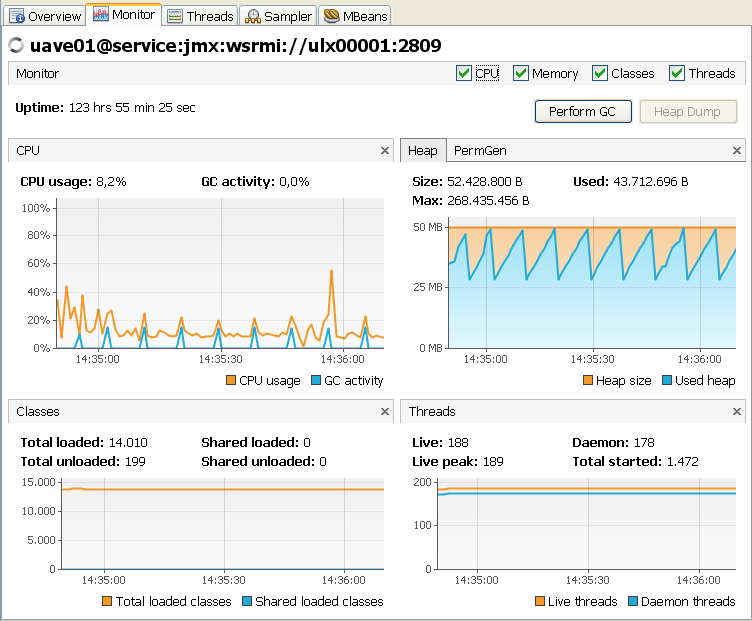 Overview Monitor Threads Sampler MBeans
uave01@service:jmx:wsrmi://ulx00001:2809
Monitor CPU Memory Classes Threads
Uptime: 123 hrs 55 min 25 sec Perform GC Heap Dump
CPU
CPU usage: 8,2% GC activity: 0,0%
100%
80%
60%
40%
20%
0%
14:35:00 14:35:30 14:36:00
CPU usage GC activity
Heap PermGen
Size: 52.428.800 B Used: 43.712.696 B
Max: 268.435.456 B
50 MB
25 MB
0 MB
14:35:00 14:35:30 14:36:00
Heap size Used heap
Classes
Total loaded: 14.010 Shared loaded: 0
Total unloaded: 199 Shared unloaded: 0
15.000
10.000
5.000
0
14:35:00 14:35:30 14:36:00
Total loaded classes Shared loaded classes
Threads
Live: 188 Daemon: 178
Live peak: 189 Total started: 1.472
200
100
0
14:35:00 14:35:30 14:36:00
Live threads Daemon threads